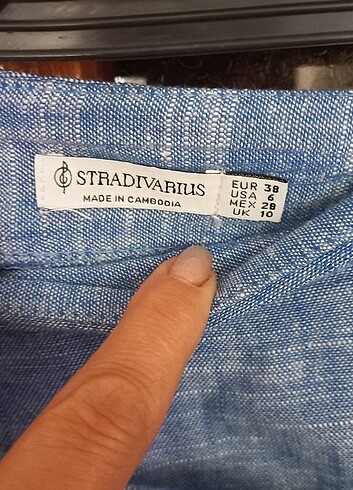 STRADIVARIUS
MADE IN CAMBODIA
EUR 38
USA 6
MEX 28
UK 10